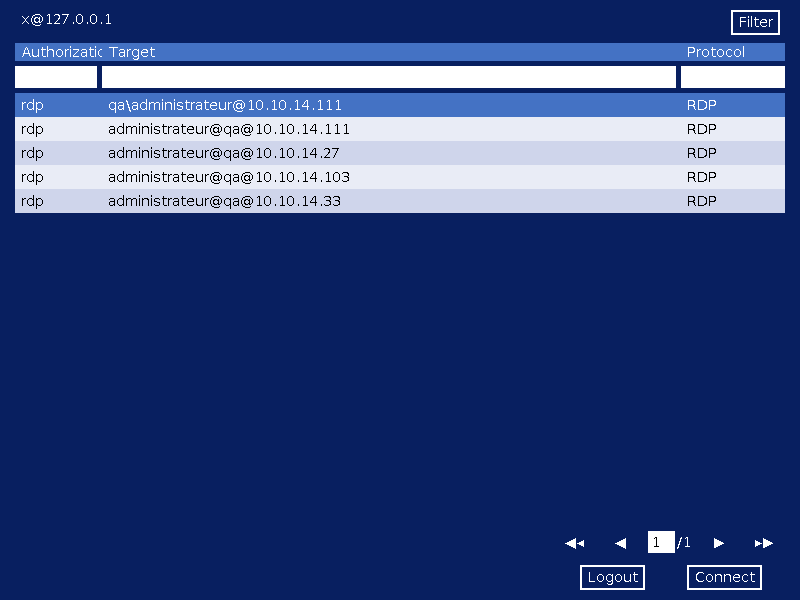 x@127.0.0.1
Filter
Authorizatic Target Protocol
rdp qa\administrateur@10.10.14.111 RDP
rdp administrateur@qa@10.10.14.111 RDP
rdp administrateur@qa@10.10.14.27 RDP
rdp administrateur@qa@10.10.14.103 RDP
rdp administrateur@qa@10.10.14.33 RDP
1 /1
Logout Connect